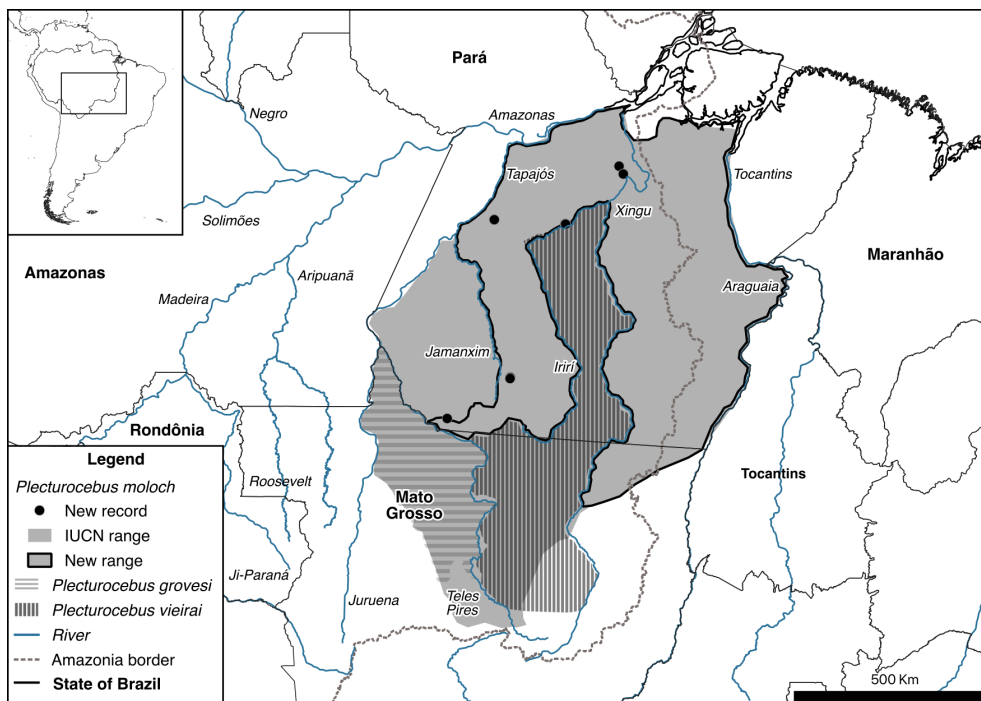 Pará
Negro
Amazonas
Tapajós
Tocantins
Solimões
Xingu
Amazonas
Aripuanã
Maranhão
Madeira
Araguaia
Jamanxim
Irirí
Rondônia
Legend
Plecturocebus moloch
New record
IUCN range
New range
Plecturocebus grovesi
Plecturocebus vieirai
River
Amazonia border
State of Brazil
Roosevelt
Mato
Grosso
Tocantins
Ji-Paraná
Juruena
Teles
Pires
500 Km